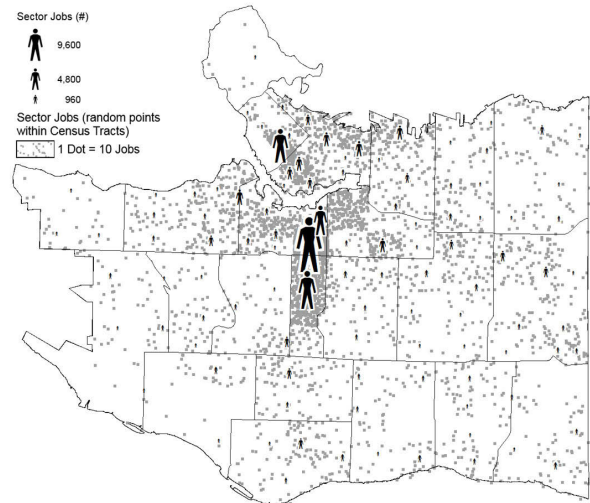 Sector Jobs (#)
9,600
4,800
960
Sector Jobs (random points
within Census Tracts)
1 Dot = 10 Jobs